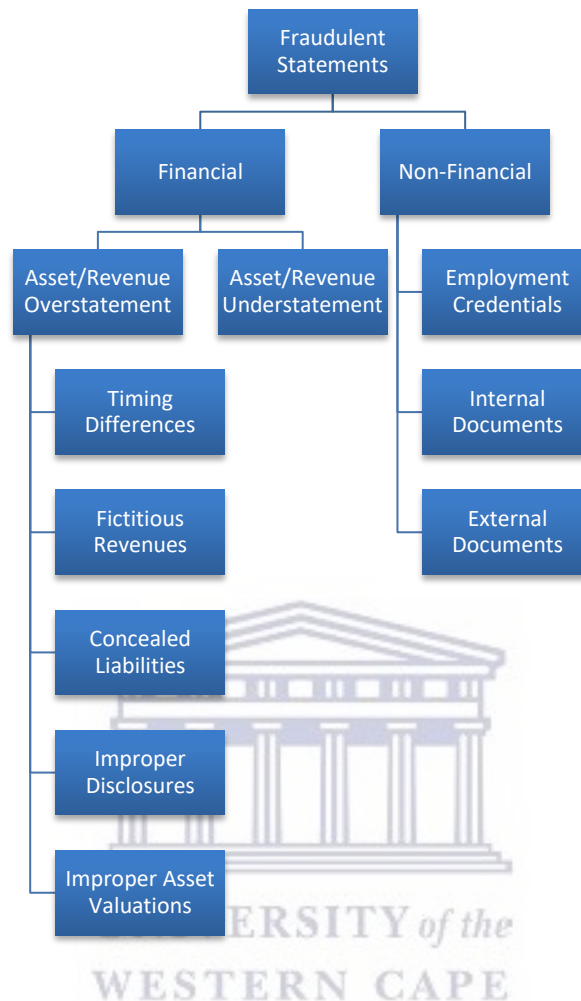 Fraudulent
Statements
Financial
Non-Financial
Asset/Revenue
Overstatement
Asset/Revenue
Understatement
Employment
Credentials
Timing
Differences
Internal
Documents
Fictitious
Revenues
External
Documents
Concealed
Liabilities
Improper
Disclosures
Improper Asset
Valuations
UNIVERSITY of the
WESTERN CAPE